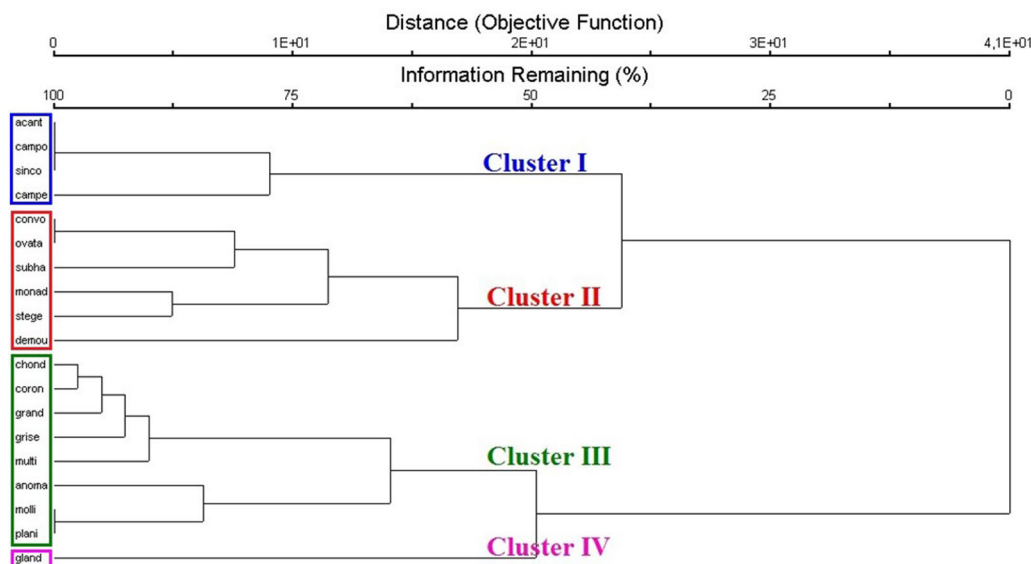 Distance (Objective Function)
0 1E+01 2E+01 3E+01 4,1E+01
Information Remaining (%)
100 75 50 25 0
acant
campo
Cluster I
sinco
campe
convo
ovata
subha
monad
Cluster II
stege
demou
chond
coron
grand
grise
Cluster III
multi
anoma
molli
plani
Cluster IV
gland